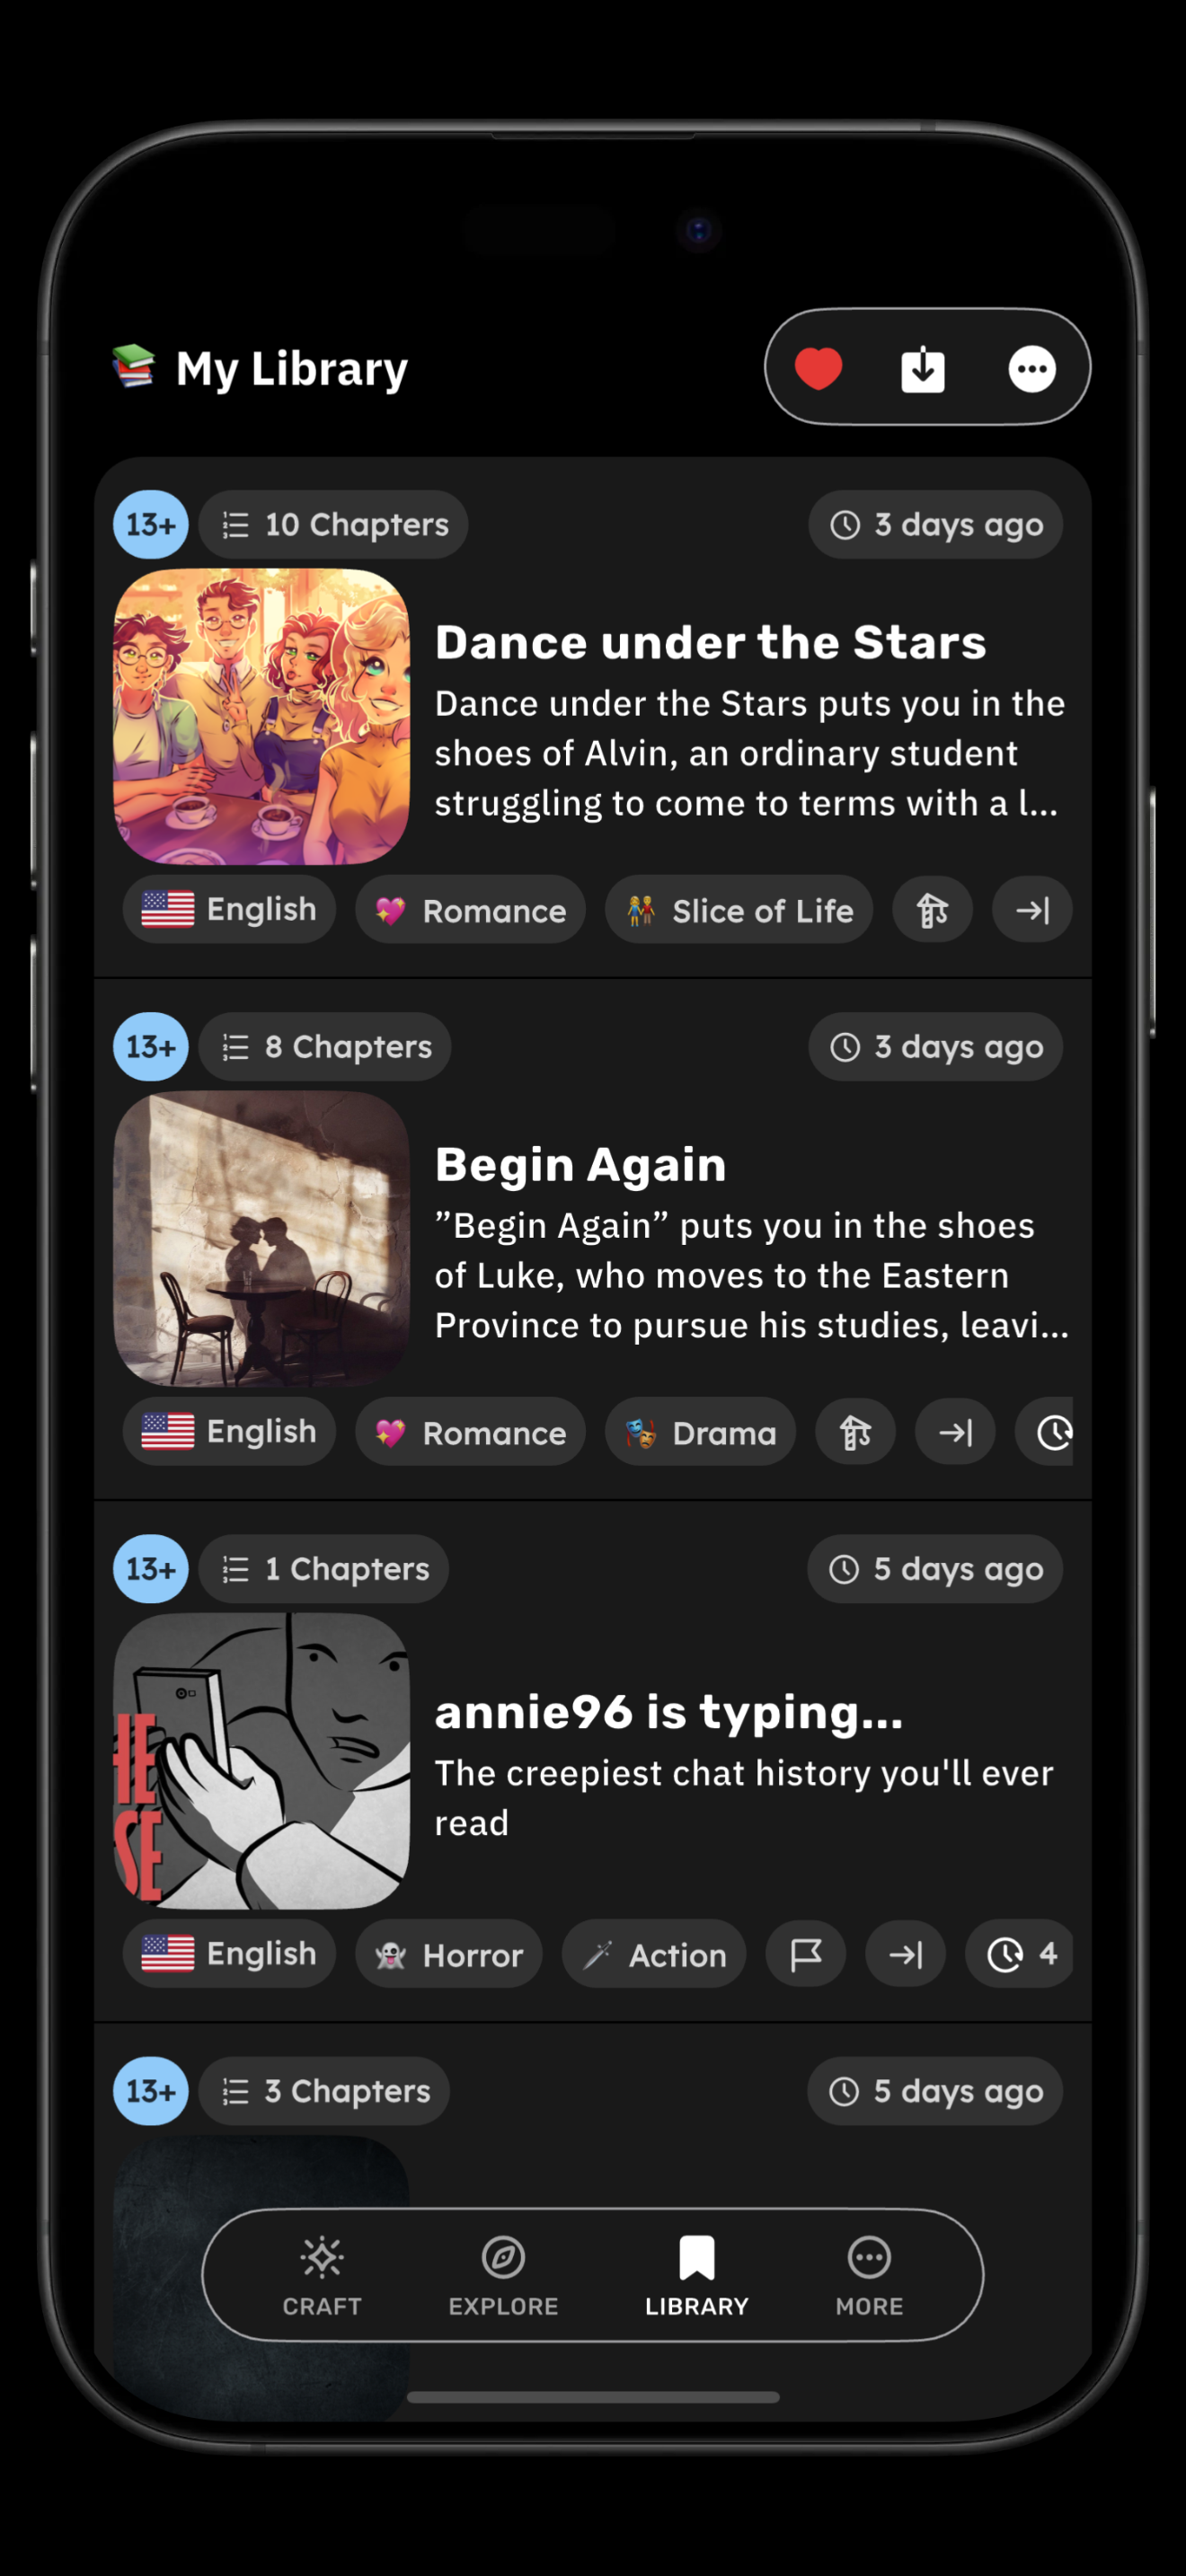 My Library
13+ 10 Chapters 3 days ago
Dance under the Stars
Dance under the Stars puts you in the
shoes of Alvin, an ordinary student
struggling to come to terms with a l...
English Romance Slice of Life
13+ 8 Chapters 3 days ago
Begin Again
”Begin Again” puts you in the shoes
of Luke, who moves to the Eastern
Province to pursue his studies, leavi...
English Romance Drama
13+ 1 Chapters 5 days ago
HE
SE
annie96 is typing...
The creepiest chat history you'll ever
read
English Horror Action 4
13+ 3 Chapters 5 days ago
CRAFT EXPLORE LIBRARY MORE